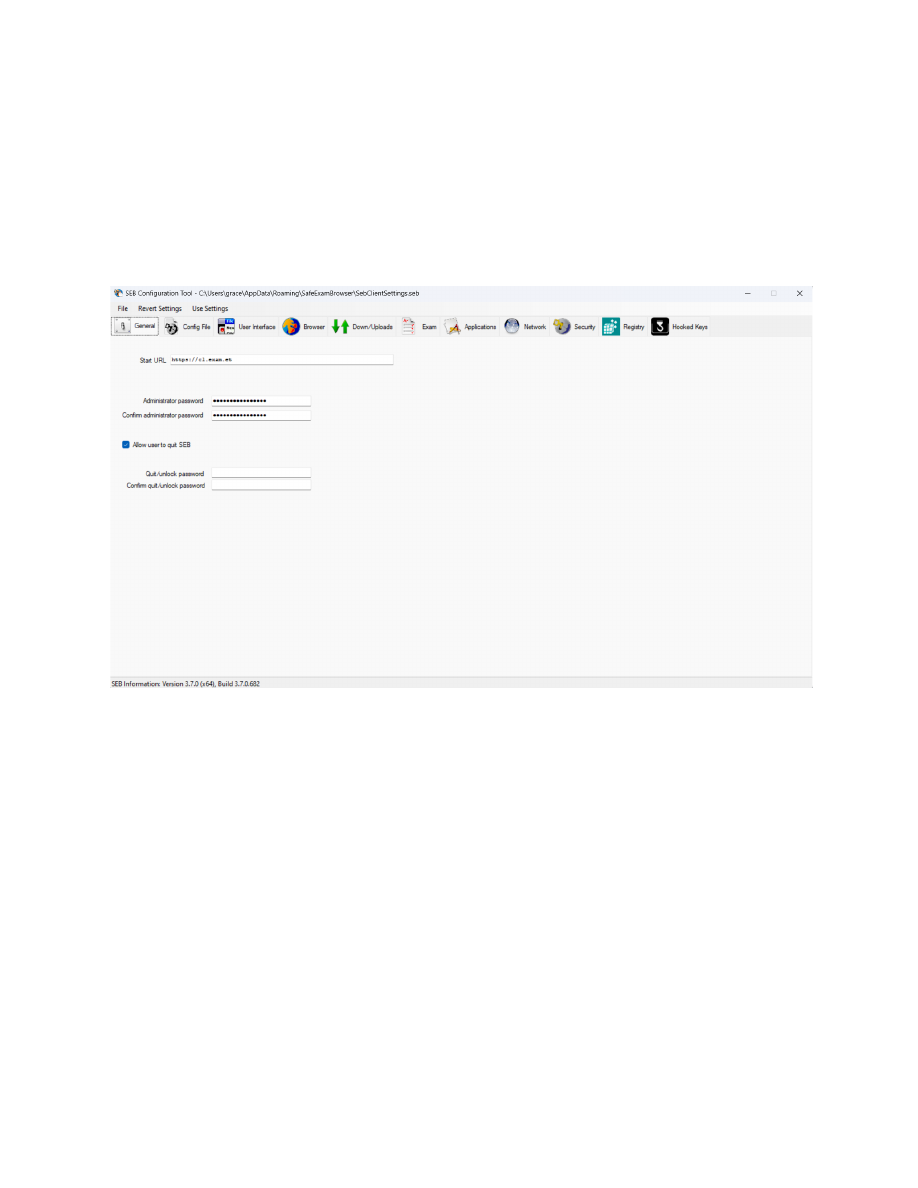 SEB Configuration Tool - C:\Users\grace\AppData\Roaming\SafeExamBrowser\SebClientSettings.seb
File Revert Settings Use Settings
General Config File User Interface Browser Down/Uploads Exam Applications Network Security Registry Hooked Keys
Start URL https://cl.exam.et
Administrator password ••••••••••••••••
Confirm administrator password ••••••••••••••••
Allow user to quit SEB
Quit/unlock password
Confirm quit/unlock password
SEB Information: Version 3.7.0 (x64), Build 3.7.0.682